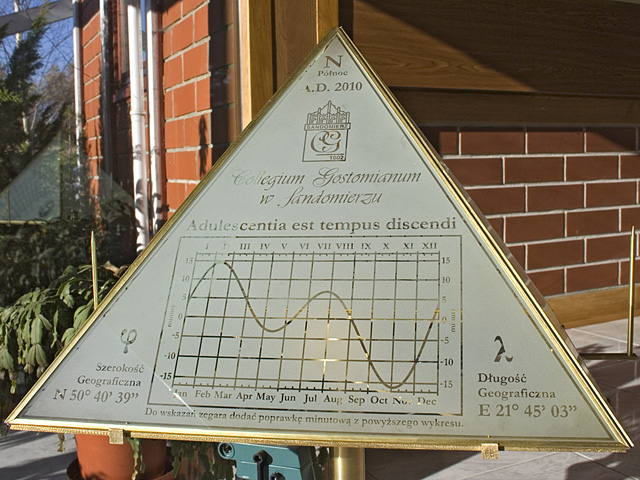 N
Północ
A.D. 2010
SANDOMIERZ
CG
1602
Collegium Gostomianum
w Sandomierzu
Adulescentia est tempus discendi
I II III IV V VI VII VIII IX X XI XII
15 15
10 10
5 5
0 0
-5 -5
-10 -10
-15 -15
minuty minuty
Jan Feb Mar Apr May Jun Jul Aug Sep Oct Nov Dec
Do wskazań zegara dodać poprawkę minutową z powyższego wykresu.
φ
Szerokość
Geograficzna
N 50° 40' 39"
λ
Długość
Geograficzna
E 21° 45' 03"